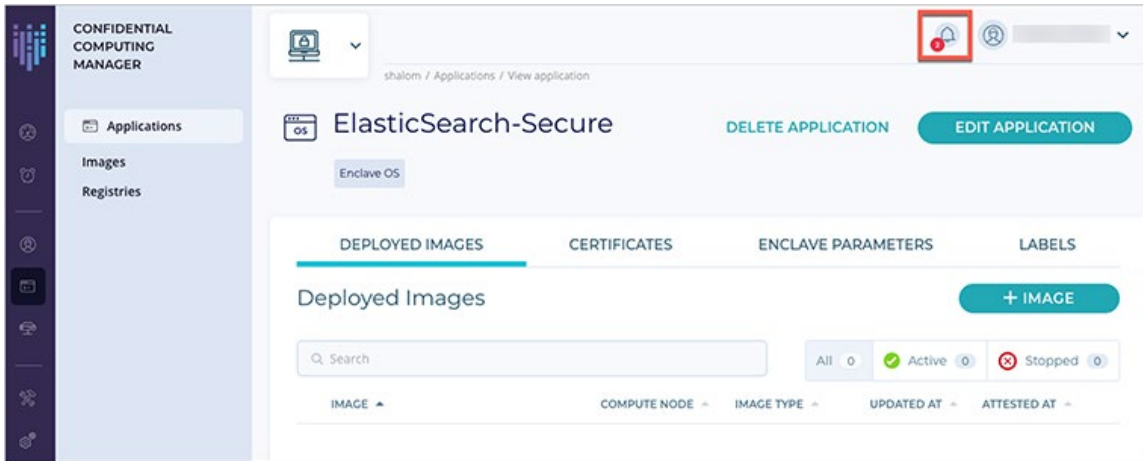 CONFIDENTIAL
COMPUTING
MANAGER
shalom / Applications / View application
Applications
Images
Registries
OS
ElasticSearch-Secure
DELETE APPLICATION
EDIT APPLICATION
Enclave OS
DEPLOYED IMAGES
CERTIFICATES
ENCLAVE PARAMETERS
LABELS
Deployed Images
+ IMAGE
Search
All 0
Active 0
Stopped 0
IMAGE
COMPUTE NODE
IMAGE TYPE
UPDATED AT
ATTESTED AT